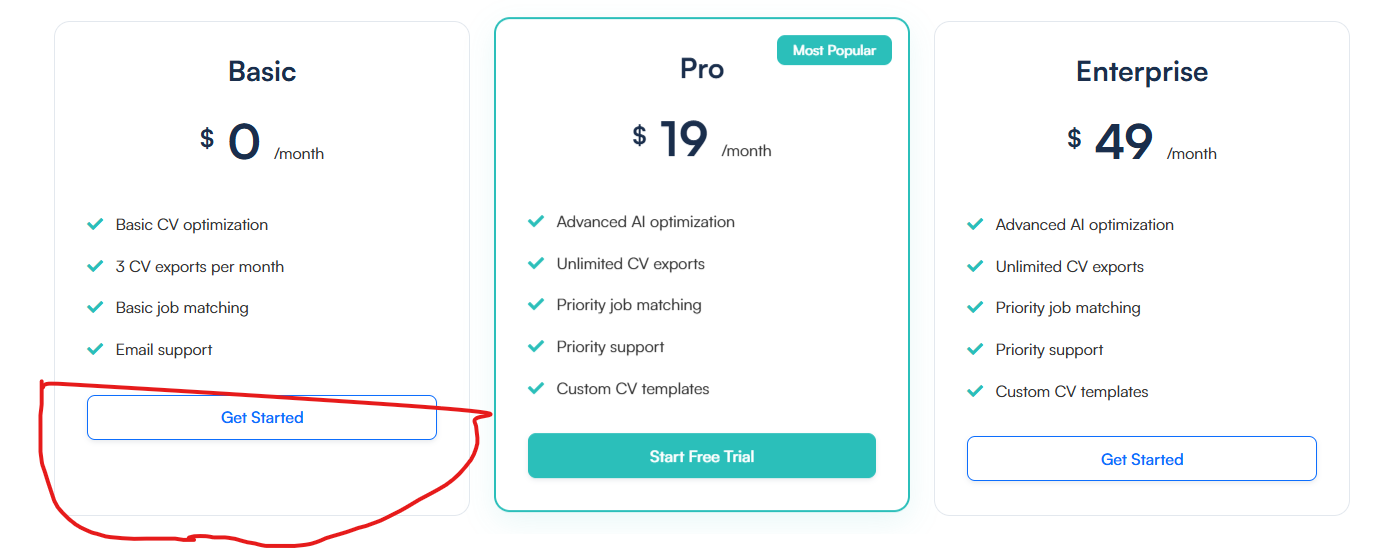 Basic
$ 0 /month
Basic CV optimization
3 CV exports per month
Basic job matching
Email support
Get Started
Most Popular
Pro
$ 19 /month
Advanced AI optimization
Unlimited CV exports
Priority job matching
Priority support
Custom CV templates
Start Free Trial
Enterprise
$ 49 /month
Advanced AI optimization
Unlimited CV exports
Priority job matching
Priority support
Custom CV templates
Get Started